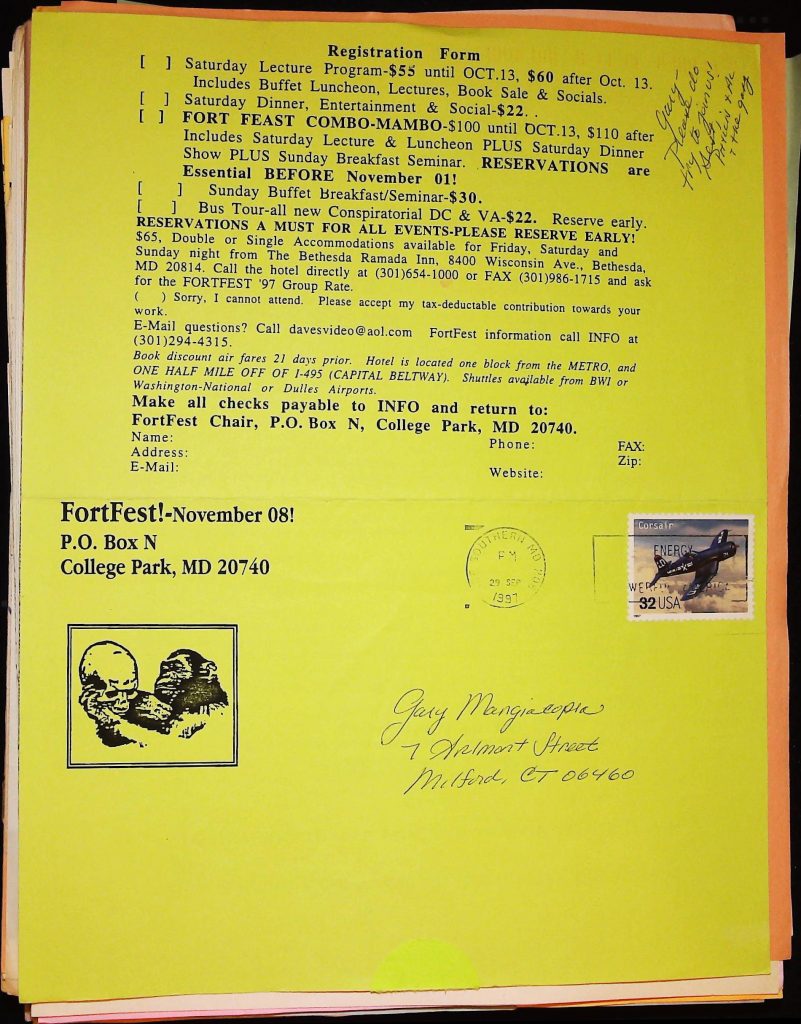 Registration Form
[ ] Saturday Lecture Program-$55 until OCT.13, $60 after Oct. 13.
Includes Buffet Luncheon, Lectures, Book Sale & Socials.
[ ] Saturday Dinner, Entertainment & Social-$22. .
[ ] FORT FEAST COMBO-MAMBO-$100 until OCT.13, $110 after
Includes Saturday Lecture & Luncheon PLUS Saturday Dinner
Show PLUS Sunday Breakfast Seminar. RESERVATIONS are
Essential BEFORE November 01!
[ ] Sunday Buffet Breakfast/Seminar-$30.
[ ] Bus Tour-all new Conspiratorial DC & VA-$22. Reserve early.
RESERVATIONS A MUST FOR ALL EVENTS-PLEASE RESERVE EARLY!
$65, Double or Single Accommodations available for Friday, Saturday and
Sunday night from The Bethesda Ramada Inn, 8400 Wisconsin Ave., Bethesda,
MD 20814. Call the hotel directly at (301)654-1000 or FAX (301)986-1715 and ask
for the FORTFEST '97 Group Rate.
( ) Sorry, I cannot attend. Please accept my tax-deductable contribution towards your
work.
E-Mail questions? Call davesvideo@aol.com FortFest information call INFO at
(301)294-4315.
Book discount air fares 21 days prior. Hotel is located one block from the METRO, and
ONE HALF MILE OFF OF I-495 (CAPITAL BELTWAY). Shuttles available from BWI or
Washington-National or Dulles Airports.
Make all checks payable to INFO and return to:
FortFest Chair, P.O. Box N, College Park, MD 20740.
Name: Phone: FAX:
Address: Zip:
E-Mail: Website:
Gary-
Please do
try to join us!
& the gang
FortFest!-November 08!
P.O. Box N
College Park, MD 20740
SOUTHERN MD
PM
29 SEP
1997
Corsair
ENERGY
32 USA
Gary Mangiacopra
7 Arlmont Street
Milford, CT 06460